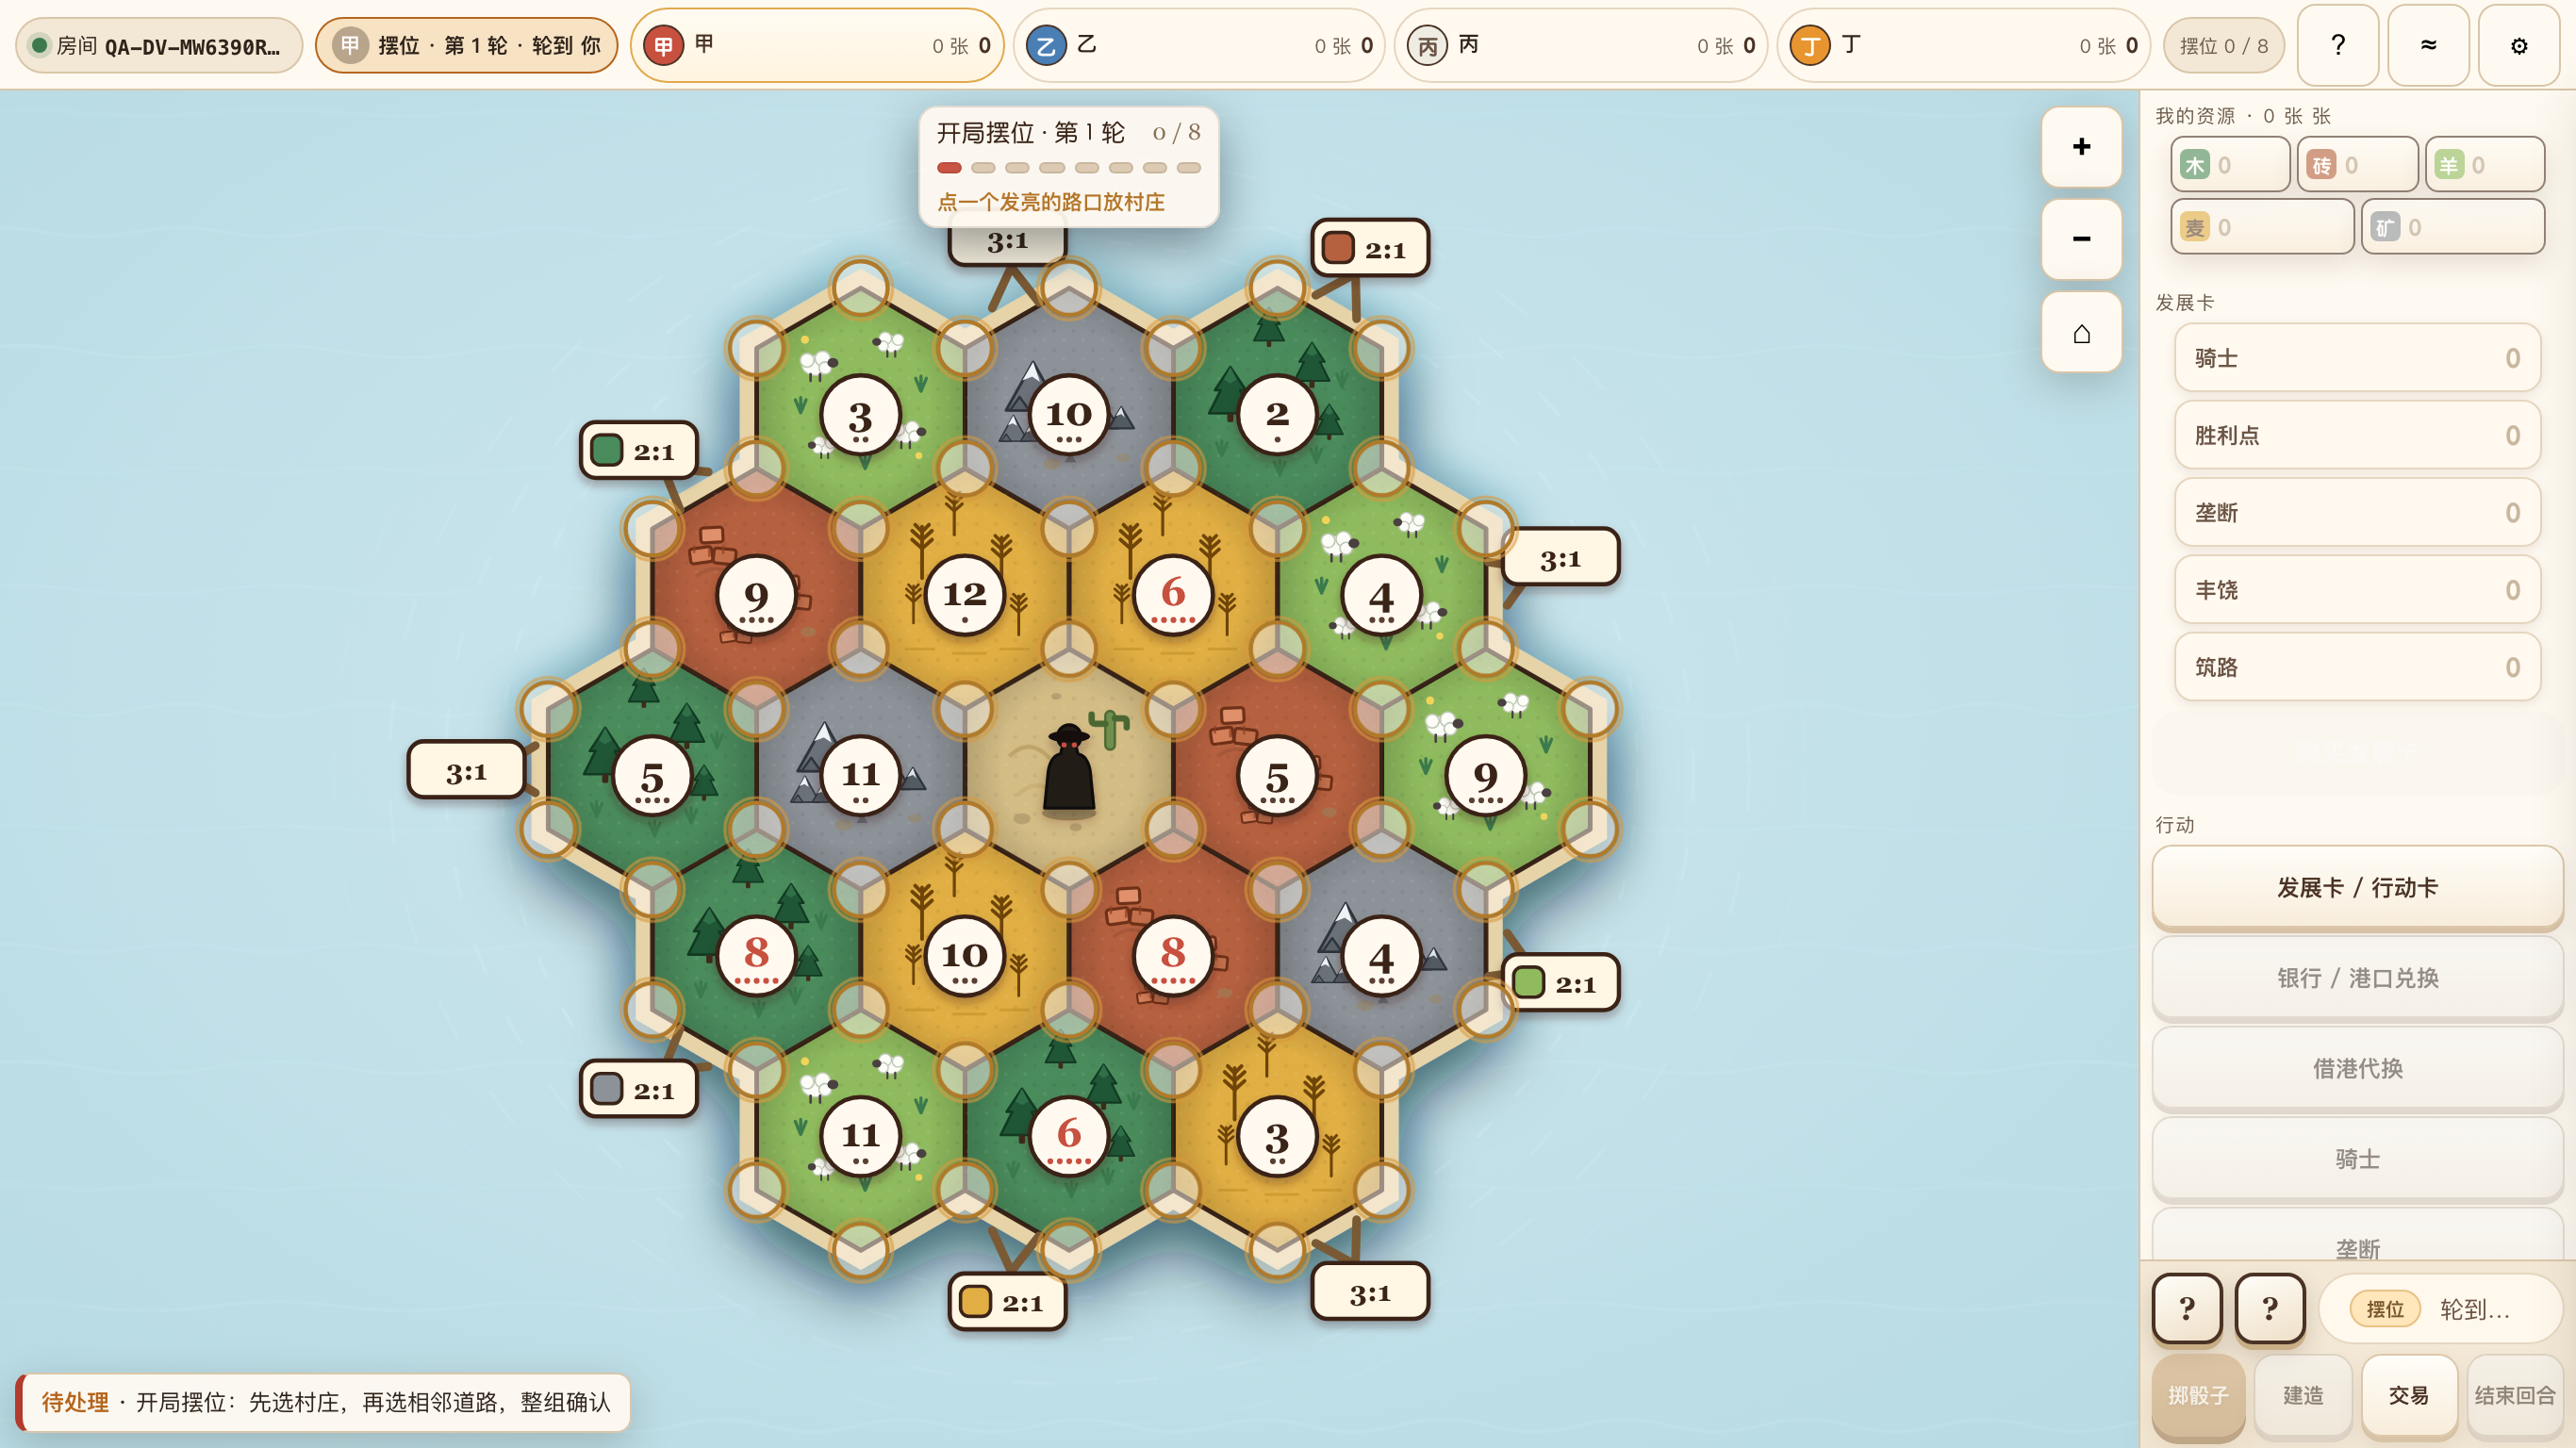 房间 QA-DV-MW6390R…
甲 摆位 · 第 1 轮 · 轮到 你
甲 甲 0 张 0
乙 乙 0 张 0
丙 丙 0 张 0
丁 丁 0 张 0
摆位 0 / 8
? ≈ ⚙
开局摆位 · 第 1 轮 0 / 8
点一个发亮的路口放村庄
+
−
⌂
3:1
2:1
3
10
2
2:1
9
12
6
4
3:1
3:1
5
11
5
9
8
10
8
4
2:1
2:1
11
6
3
2:1
3:1
待处理 · 开局摆位：先选村庄，再选相邻道路，整组确认
我的资源 · 0 张 张
木 0
砖 0
羊 0
麦 0
矿 0
发展卡
骑士 0
胜利点 0
垄断 0
丰饶 0
筑路 0
行动
发展卡 / 行动卡
银行 / 港口兑换
借港代换
骑士
垄断
? ? 摆位 轮到…
掷骰子 建造 交易 结束回合